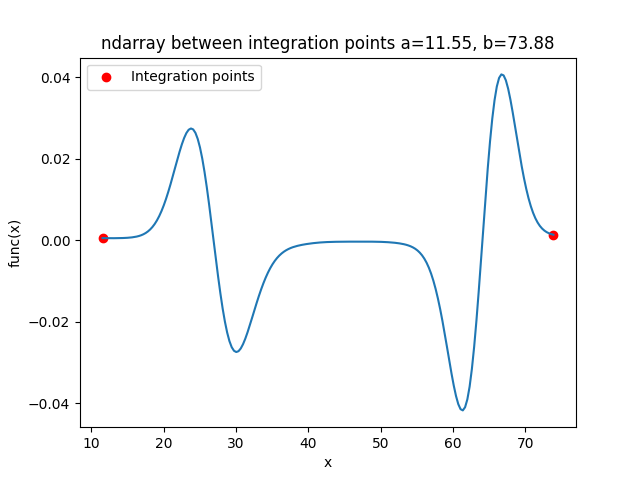 ndarray between integration points a=11.55, b=73.88
Integration points
0.04
0.02
0.00
−0.02
−0.04
func(x)
10 20 30 40 50 60 70
x